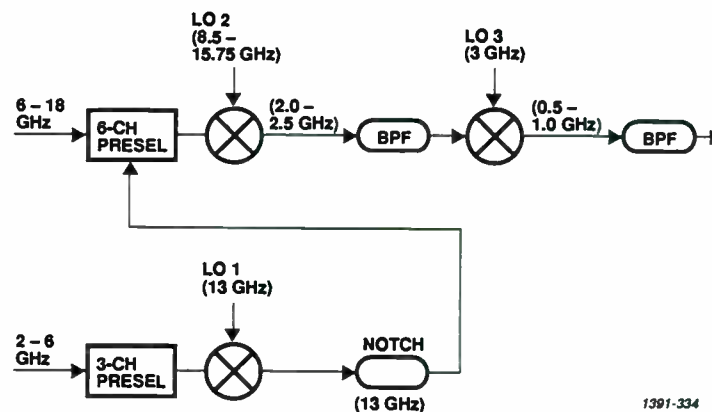 LO 2
(8.5 –
15.75 GHz)
LO 3
(3 GHz)
6 – 18
GHz
6-CH
PRESEL
(2.0 –
2.5 GHz)
BPF
(0.5 –
1.0 GHz)
BPF
LO 1
(13 GHz)
2 – 6
GHz
3-CH
PRESEL
NOTCH
(13 GHz)
1391-334